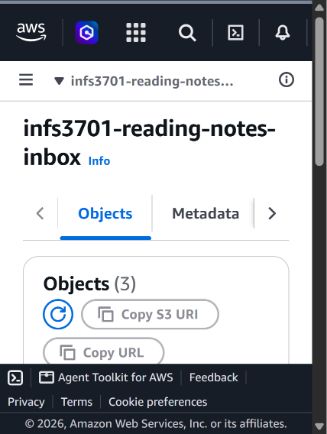 aws
infs3701-reading-notes...
infs3701-reading-notes-
inbox Info
Objects Metadata
Objects (3)
Copy S3 URI
Copy URL
Agent Toolkit for AWS Feedback
Privacy Terms Cookie preferences
© 2026, Amazon Web Services, Inc. or its affiliates.